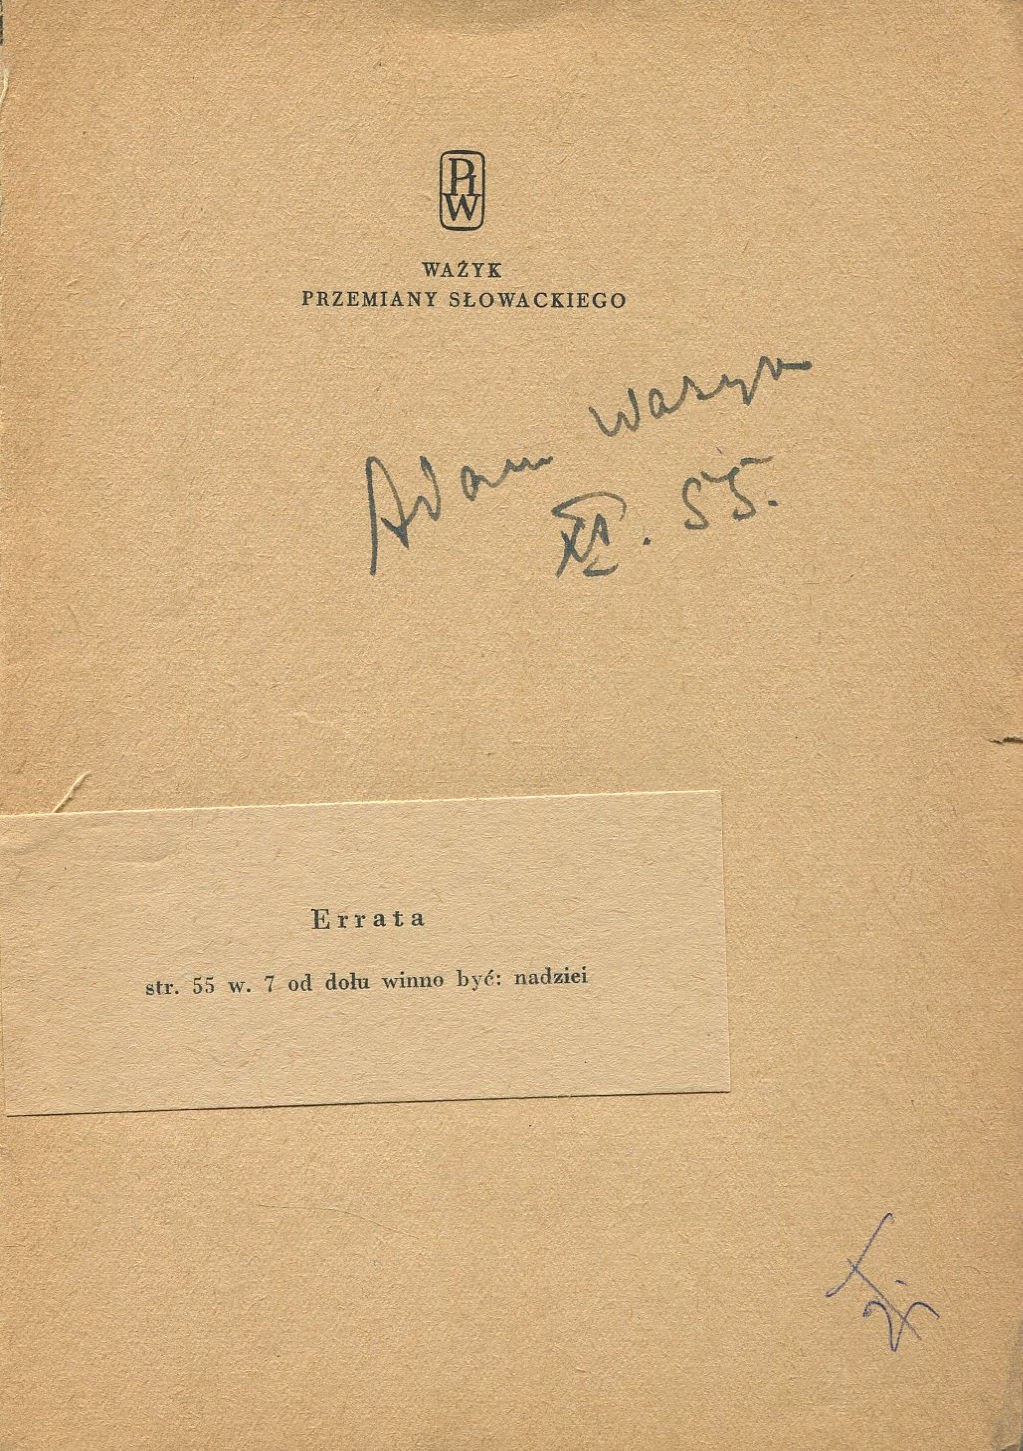 PIW
WAŻYK
PRZEMIANY SŁOWACKIEGO
Adam Ważyk
XI. 55.
Errata
str. 55 w. 7 od dołu winno być: nadziei